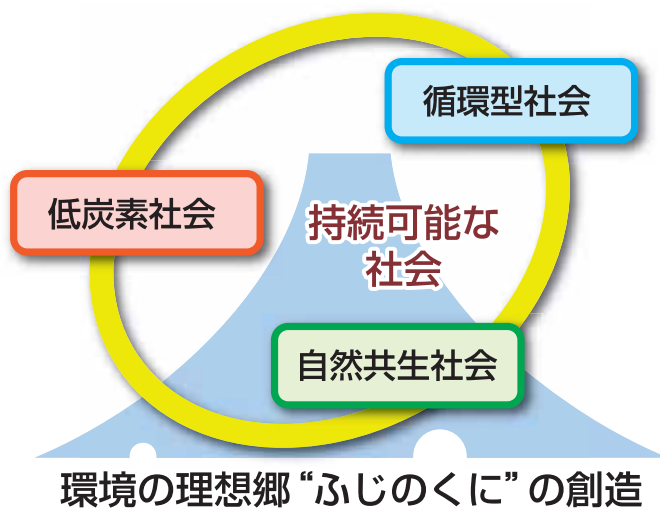 循環型社会
低炭素社会
持続可能な
社会
自然共生社会
環境の理想郷“ふじのくに”の創造